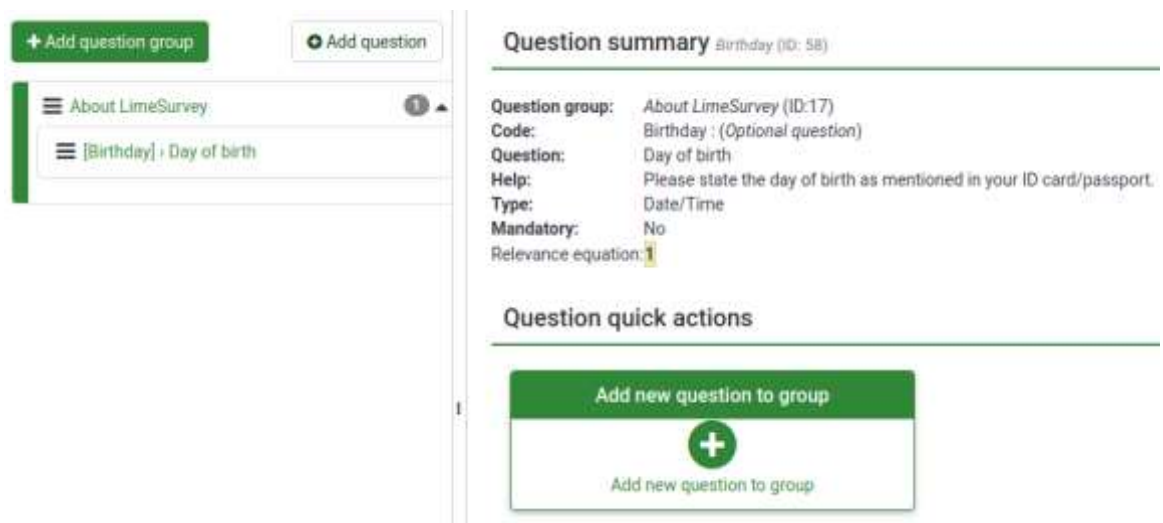 Add question group
Add question
About LimeSurvey 1
[Birthday] › Day of birth
Question summary Birthday (ID: 58)
Question group: About LimeSurvey (ID:17)
Code: Birthday : (Optional question)
Question: Day of birth
Help: Please state the day of birth as mentioned in your ID card/passport.
Type: Date/Time
Mandatory: No
Relevance equation: 1
Question quick actions
Add new question to group
Add new question to group